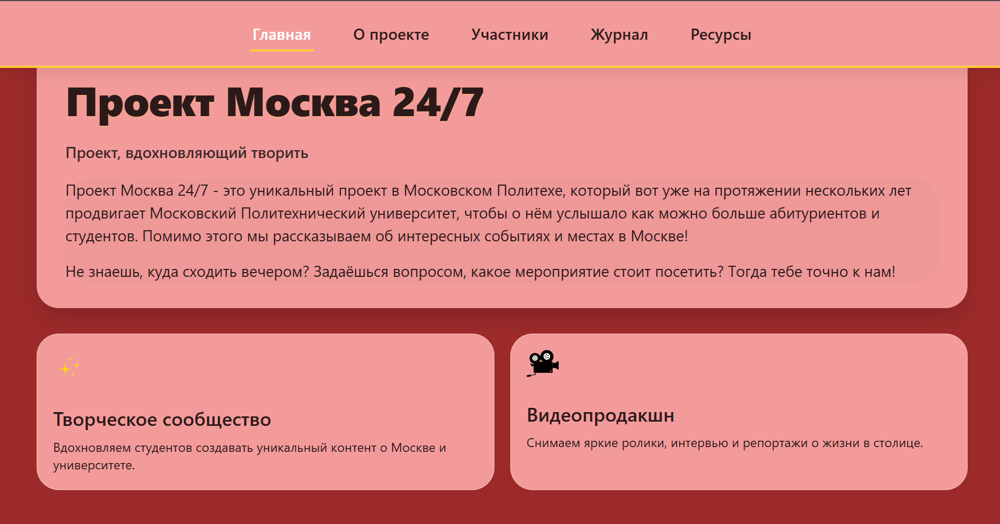 Главная О проекте Участники Журнал Ресурсы
Проект Москва 24/7
Проект, вдохновляющий творить
Проект Москва 24/7 - это уникальный проект в Московском Политехе, который вот уже на протяжении нескольких лет
продвигает Московский Политехнический университет, чтобы о нём услышало как можно больше абитуриентов и
студентов. Помимо этого мы рассказываем об интересных событиях и местах в Москве!
Не знаешь, куда сходить вечером? Задаёшься вопросом, какое мероприятие стоит посетить? Тогда тебе точно к нам!
Творческое сообщество
Вдохновляем студентов создавать уникальный контент о Москве и
университете.
Видеопродакшн
Снимаем яркие ролики, интервью и репортажи о жизни в столице.